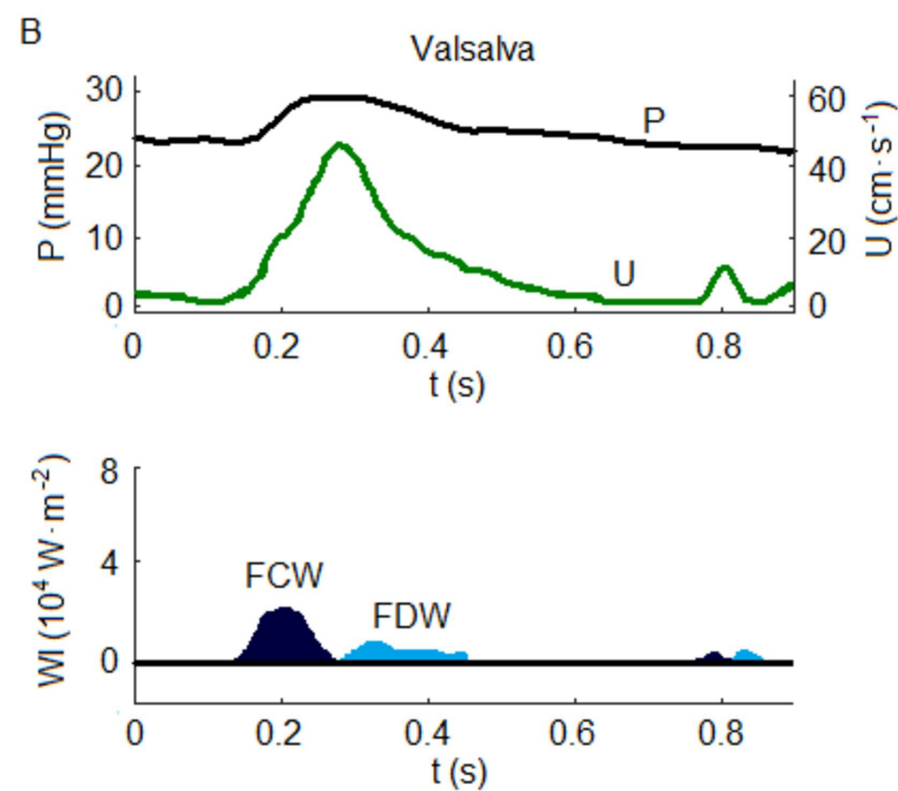 B
Valsalva
30
20
10
0
P (mmHg)
60
40
20
0
U (cm·s⁻¹)
P
U
0 0.2 0.4 0.6 0.8
t (s)
8
4
0
WI (10⁴ W·m⁻²)
FCW
FDW
0 0.2 0.4 0.6 0.8
t (s)